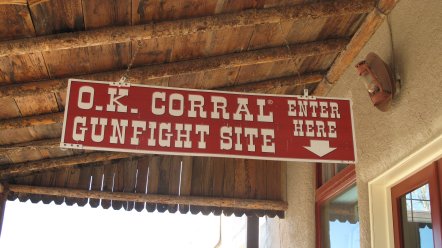 O.K. CORRAL®
GUNFIGHT SITE
ENTER
HERE